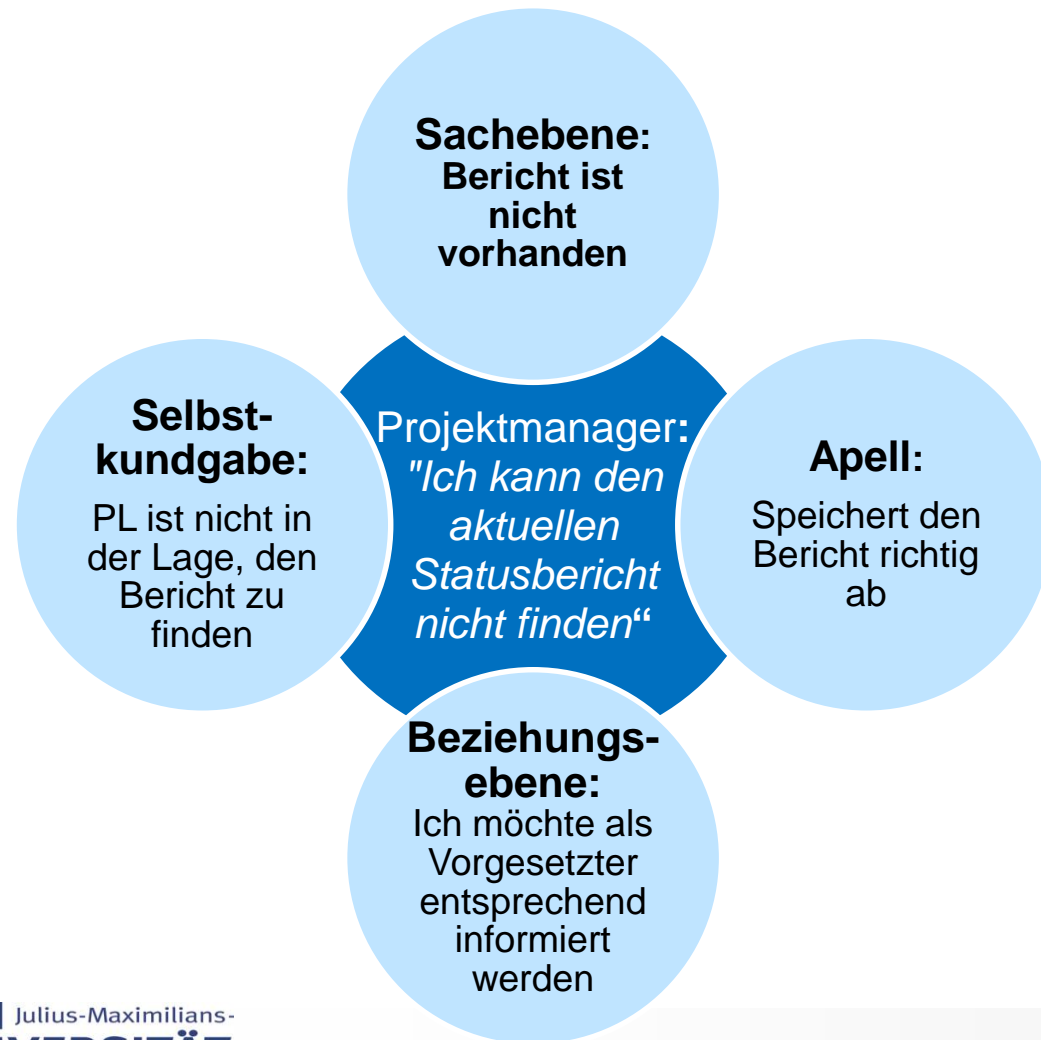 Sachebene:
Bericht ist
nicht
vorhanden
Selbst-
kundgabe:
PL ist nicht in
der Lage, den
Bericht zu
finden
Projektmanager:
"Ich kann den
aktuellen
Statusbericht
nicht finden“
Apell:
Speichert den
Bericht richtig
ab
Beziehungs-
ebene:
Ich möchte als
Vorgesetzter
entsprechend
informiert
werden
Julius-Maximilians-